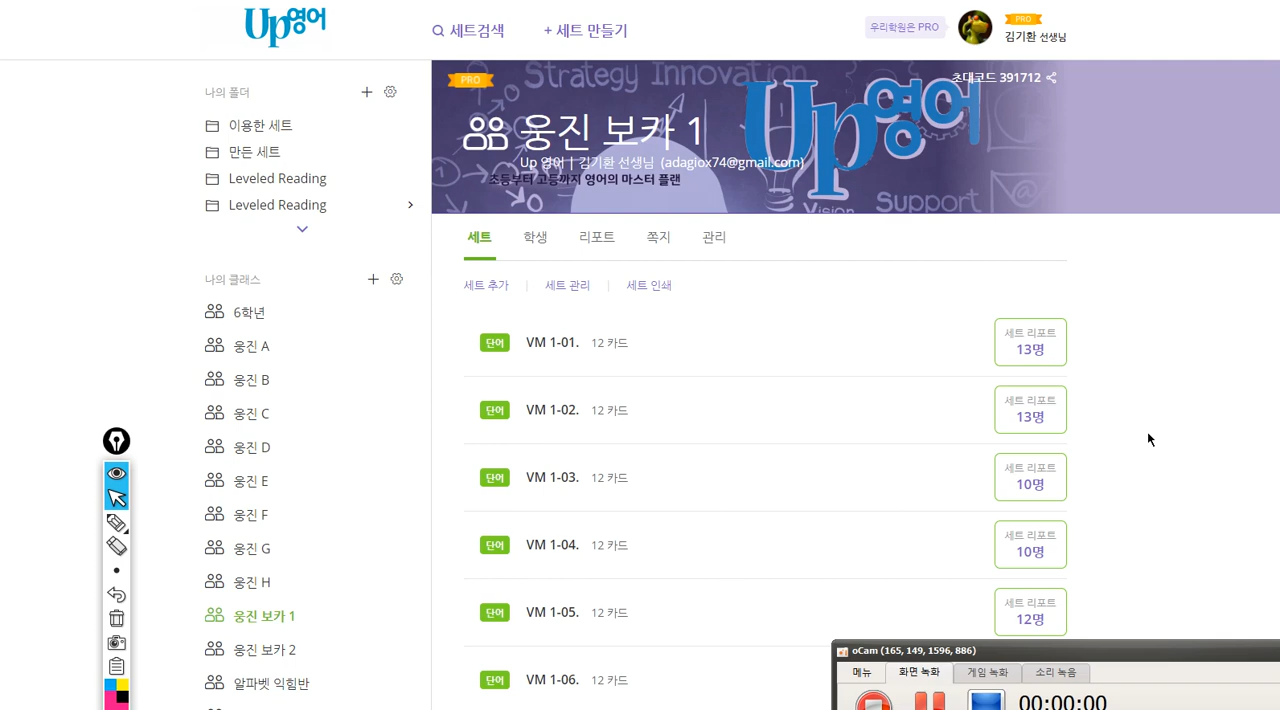 Up영어
세트검색
+ 세트 만들기
우리학원은 PRO
PRO
김기환 선생님
나의 폴더
이용한 세트
만든 세트
Leveled Reading
Leveled Reading
나의 클래스
6학년
웅진 A
웅진 B
웅진 C
웅진 D
웅진 E
웅진 F
웅진 G
웅진 H
웅진 보카 1
웅진 보카 2
알파벳 익힘반
PRO
Strategy Innovation
초대코드 391712
웅진 보카 1
Up영어
Up 영어 | 김기환 선생님 (adagiox74@gmail.com)
초등부터 고등까지 영어의 마스터 플랜
Vision
Support
세트 학생 리포트 쪽지 관리
세트 추가 | 세트 관리 | 세트 인쇄
단어 VM 1-01. 12 카드
세트 리포트
13명
단어 VM 1-02. 12 카드
세트 리포트
13명
단어 VM 1-03. 12 카드
세트 리포트
10명
단어 VM 1-04. 12 카드
세트 리포트
10명
단어 VM 1-05. 12 카드
세트 리포트
12명
단어 VM 1-06. 12 카드
oCam (165, 149, 1596, 886)
메뉴 화면 녹화 게임 녹화 소리 녹음
00:00:00